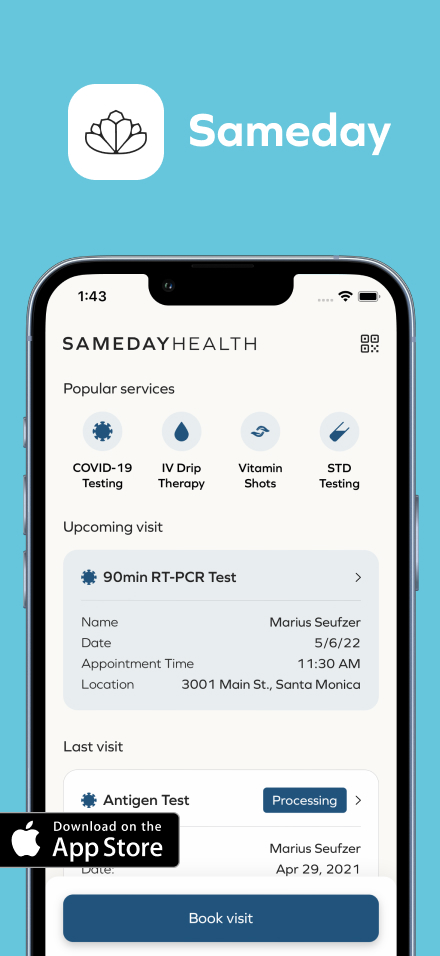 Sameday
1:43
SAMEDAYHEALTH
Popular services
COVID-19 Testing
IV Drip Therapy
Vitamin Shots
STD Testing
Upcoming visit
90min RT-PCR Test
Name Marius Seufzer
Date 5/6/22
Appointment Time 11:30 AM
Location 3001 Main St., Santa Monica
Last visit
Antigen Test Processing
Marius Seufzer
Date: Apr 29, 2021
Download on the
App Store
Book visit